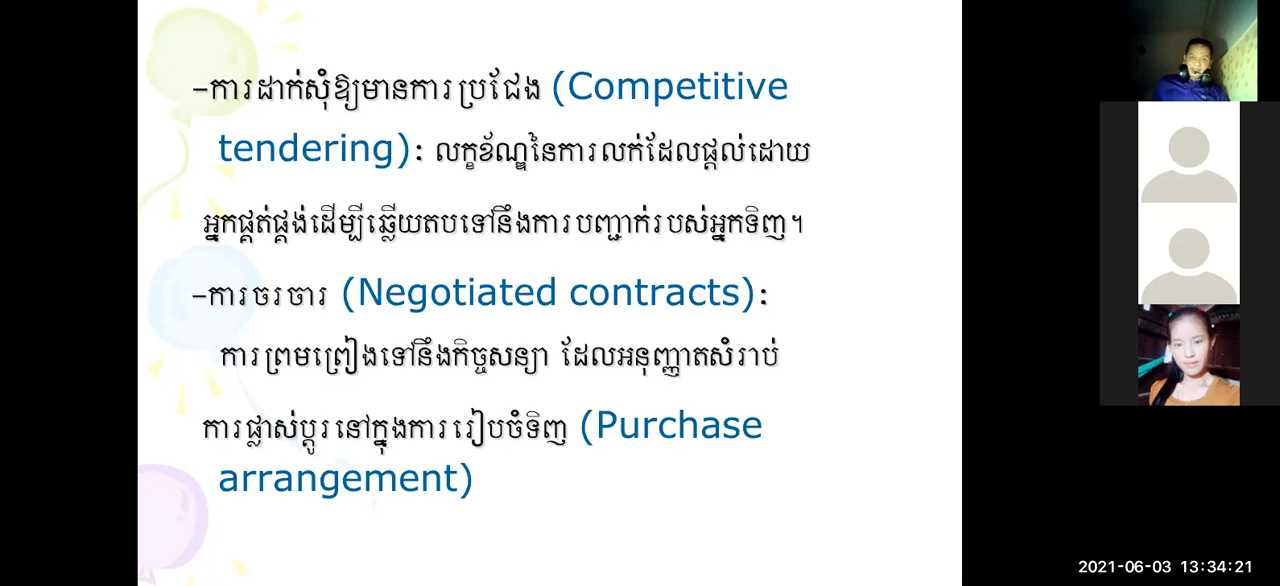 -ការដាក់សុំឱ្យមានការប្រជែង (Competitive
tendering): លក្ខខ័ណ្ឌនៃការលក់ដែលផ្តល់ដោយ
អ្នកផ្គត់ផ្គង់ដើម្បីឆ្លើយតបទៅនឹងការបញ្ជាក់របស់អ្នកទិញ។
-ការចរចារ (Negotiated contracts):
ការព្រមព្រៀងទៅនឹងកិច្ចសន្យា ដែលអនុញ្ញាតសំរាប់
ការផ្លាស់ប្តូរនៅក្នុងការរៀបចំទិញ (Purchase
arrangement)
2021-06-03 13:34:21